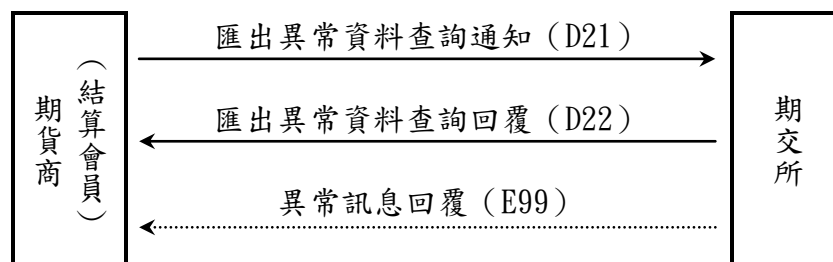 期貨商
（結算會員）
匯出異常資料查詢通知（D21）
匯出異常資料查詢回覆（D22）
異常訊息回覆（E99）
期交所